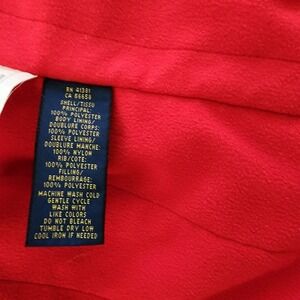 RN 41381
CA 56650
SHELL/TISSU
PRINCIPAL:
100% POLYESTER
BODY LINING/
DOUBLURE CORPS:
100% POLYESTER
SLEEVE LINING/
DOUBLURE MANCHE:
100% NYLON
RIB/COTE:
100% POLYESTER
FILLING/
REMBOURRAGE:
100% POLYESTER
MACHINE WASH COLD
GENTLE CYCLE
WASH WITH
LIKE COLORS
DO NOT BLEACH
TUMBLE DRY LOW
COOL IRON IF NEEDED